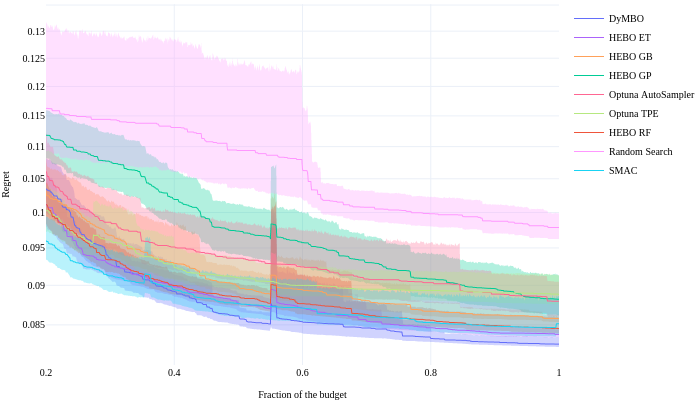 0.13
0.125
0.12
0.115
0.11
0.105
0.1
0.095
0.09
0.085
Regret
0.2
0.4
0.6
0.8
1
Fraction of the budget
DyMBO
HEBO ET
HEBO GB
HEBO GP
Optuna AutoSampler
Optuna TPE
HEBO RF
Random Search
SMAC